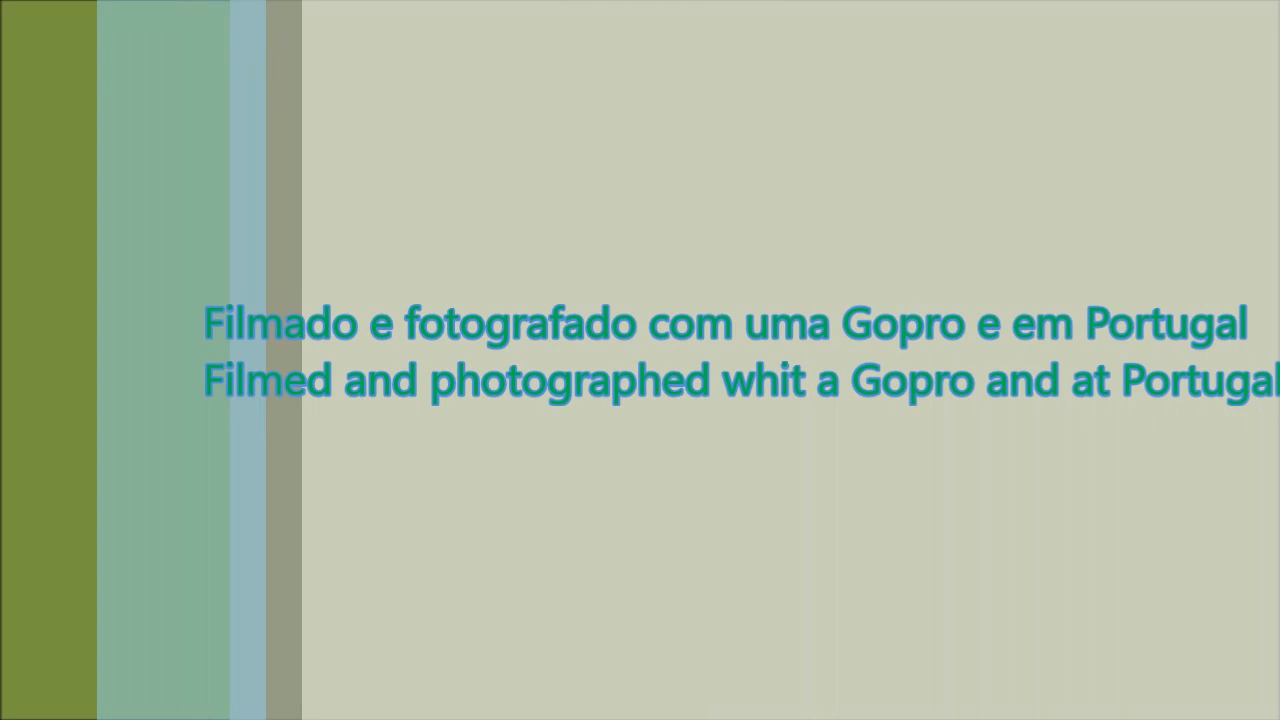 Filmado e fotografado com uma Gopro e em Portugal
Filmed and photographed whit a Gopro and at Portugal